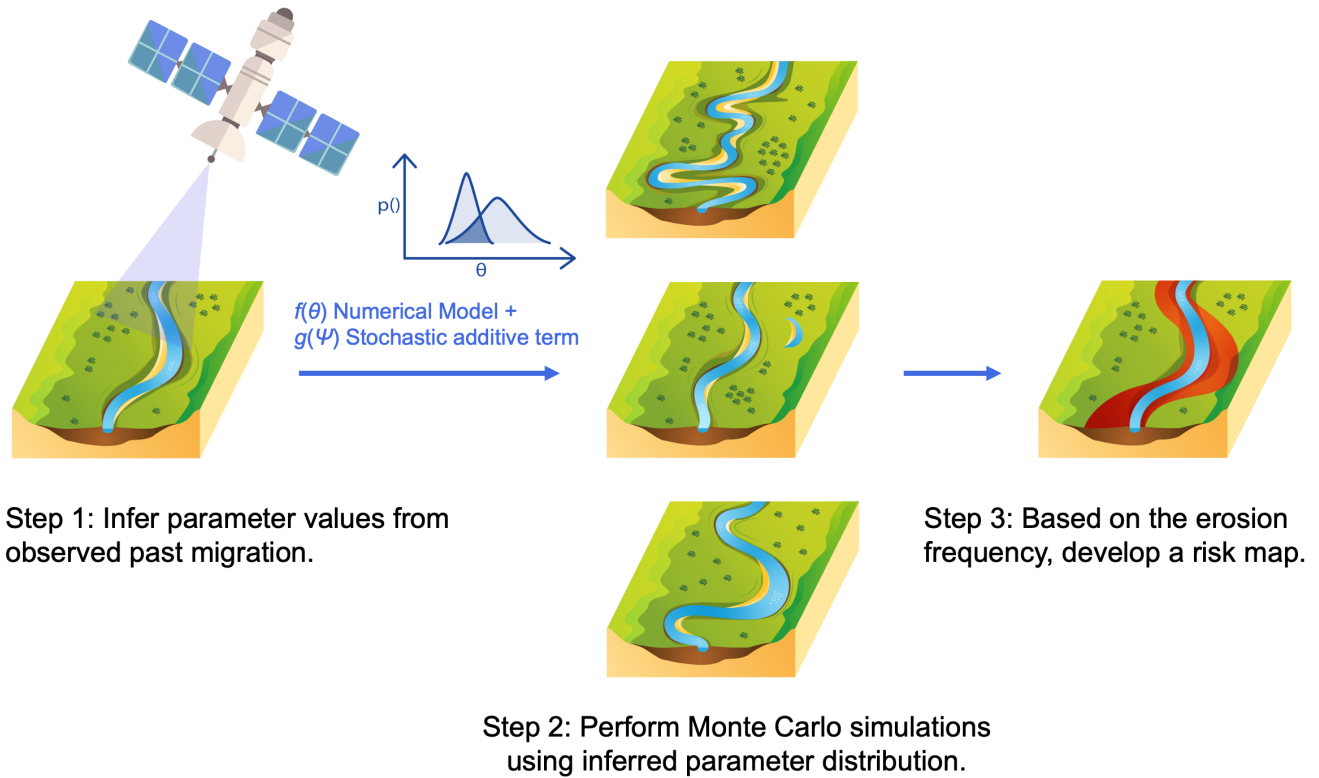 p()
θ
f(θ) Numerical Model +
g(Ψ) Stochastic additive term
Step 1: Infer parameter values from
observed past migration.
Step 2: Perform Monte Carlo simulations
using inferred parameter distribution.
Step 3: Based on the erosion
frequency, develop a risk map.